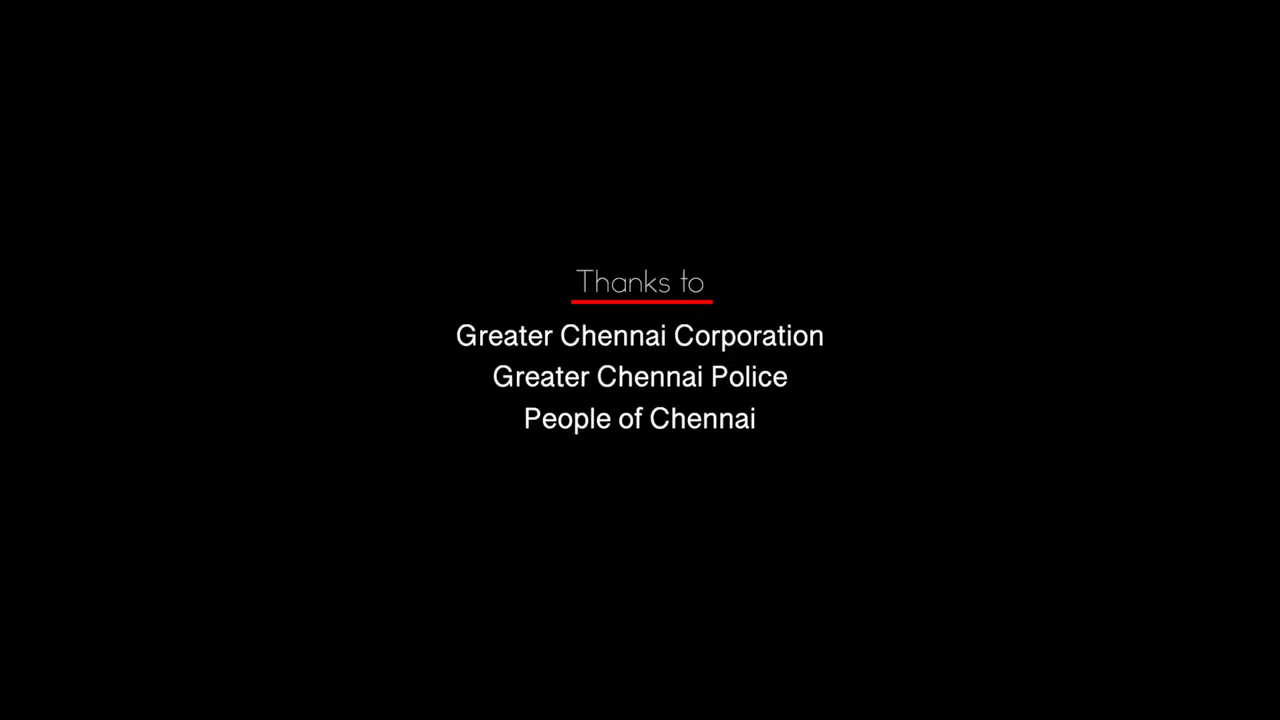 Thanks to
Greater Chennai Corporation
Greater Chennai Police
People of Chennai